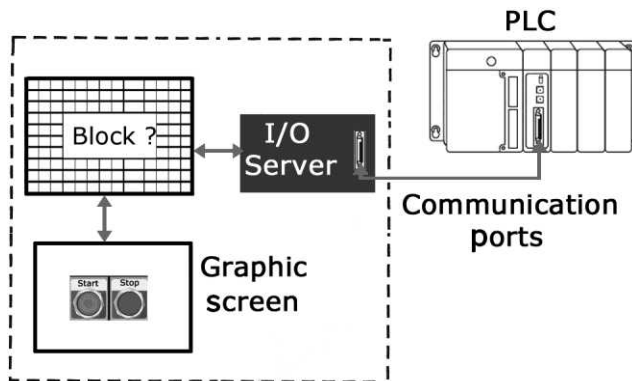 PLC
Block ?
I/O
Server
Communication
ports
Graphic
screen
Start
Stop